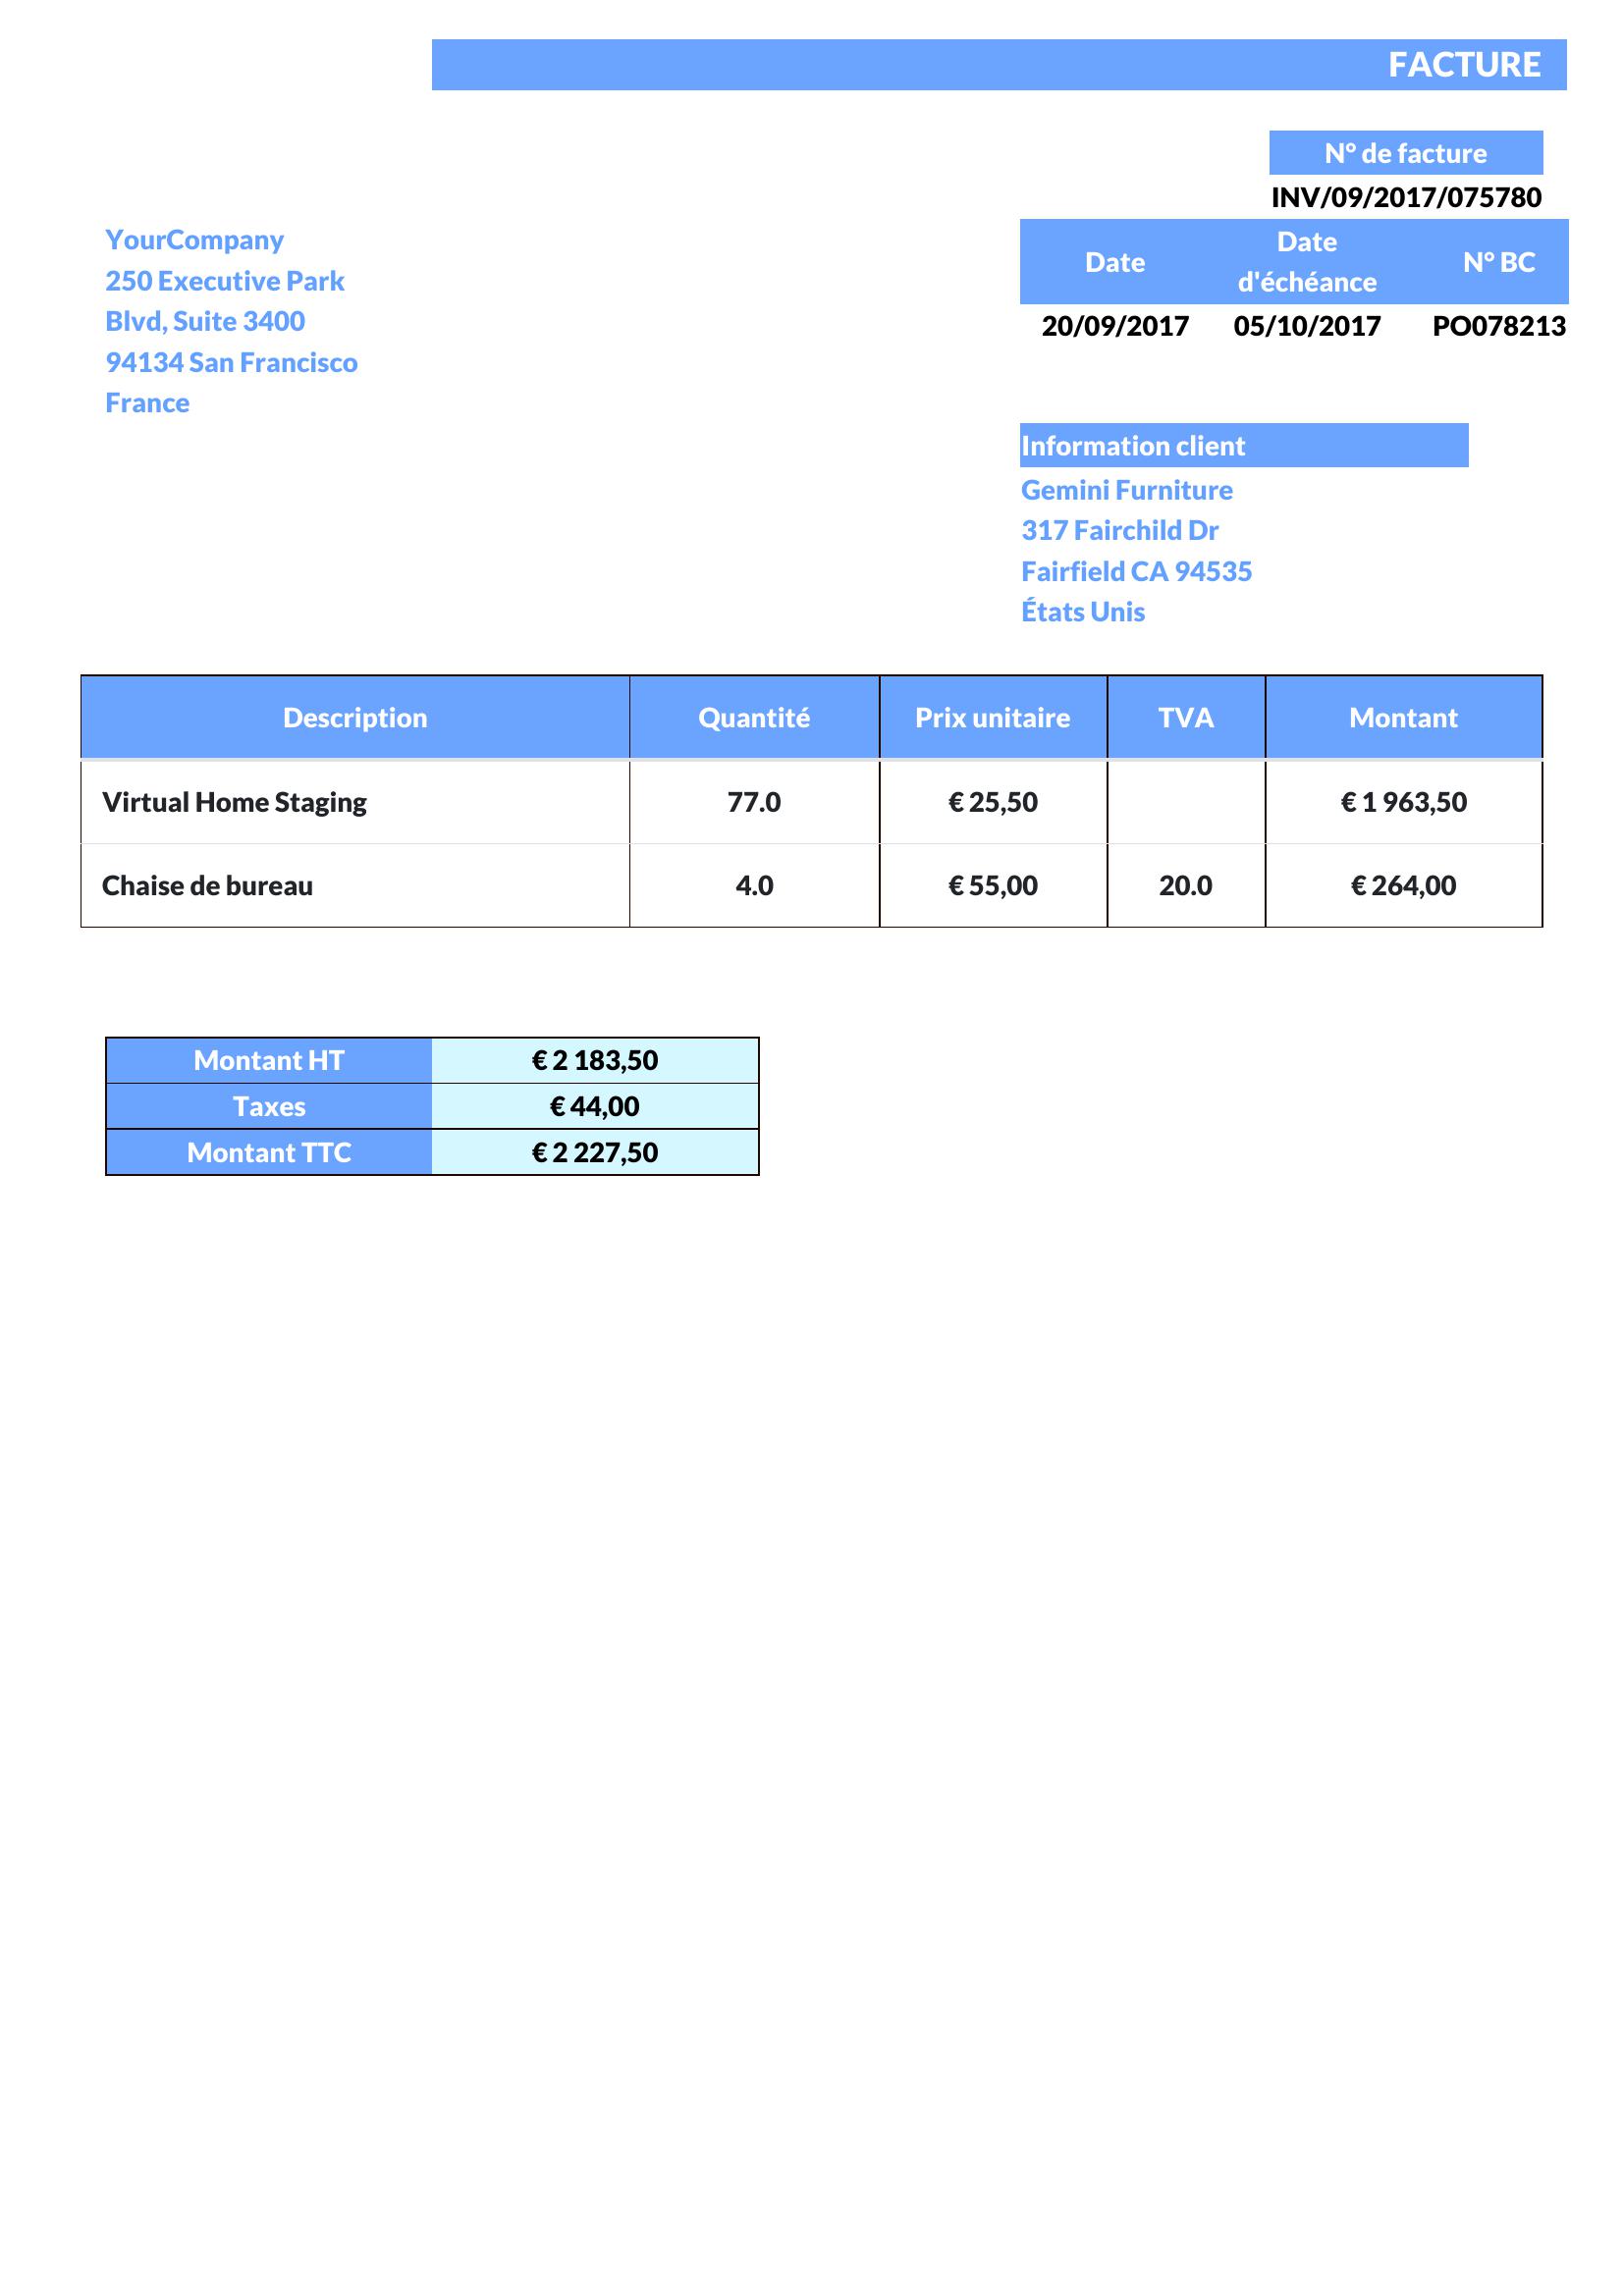 FACTURE
N° de facture
INV/09/2017/075780
YourCompany
250 Executive Park
Blvd, Suite 3400
94134 San Francisco
France
Date Date d'échéance N° BC
20/09/2017 05/10/2017 PO078213
Information client
Gemini Furniture
317 Fairchild Dr
Fairfield CA 94535
États Unis
Description Quantité Prix unitaire TVA Montant
Virtual Home Staging 77.0 € 25,50 € 1 963,50
Chaise de bureau 4.0 € 55,00 20.0 € 264,00
Montant HT € 2 183,50
Taxes € 44,00
Montant TTC € 2 227,50